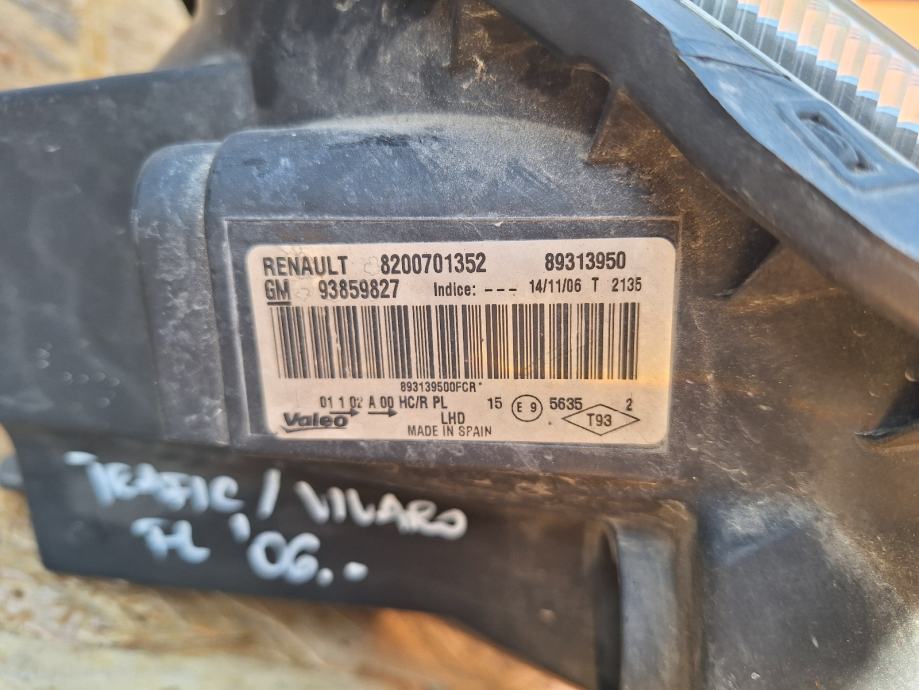 RENAULT 8200701352 89313950
GM 93859827 Indice: --- 14/11/06 T 2135
893139500FCR*
01 1 02 A 00 HC/R PL 15 E 9 5635 2
Valeo LHD T93
MADE IN SPAIN
TRAFIC / VIVARO
FL '06..-